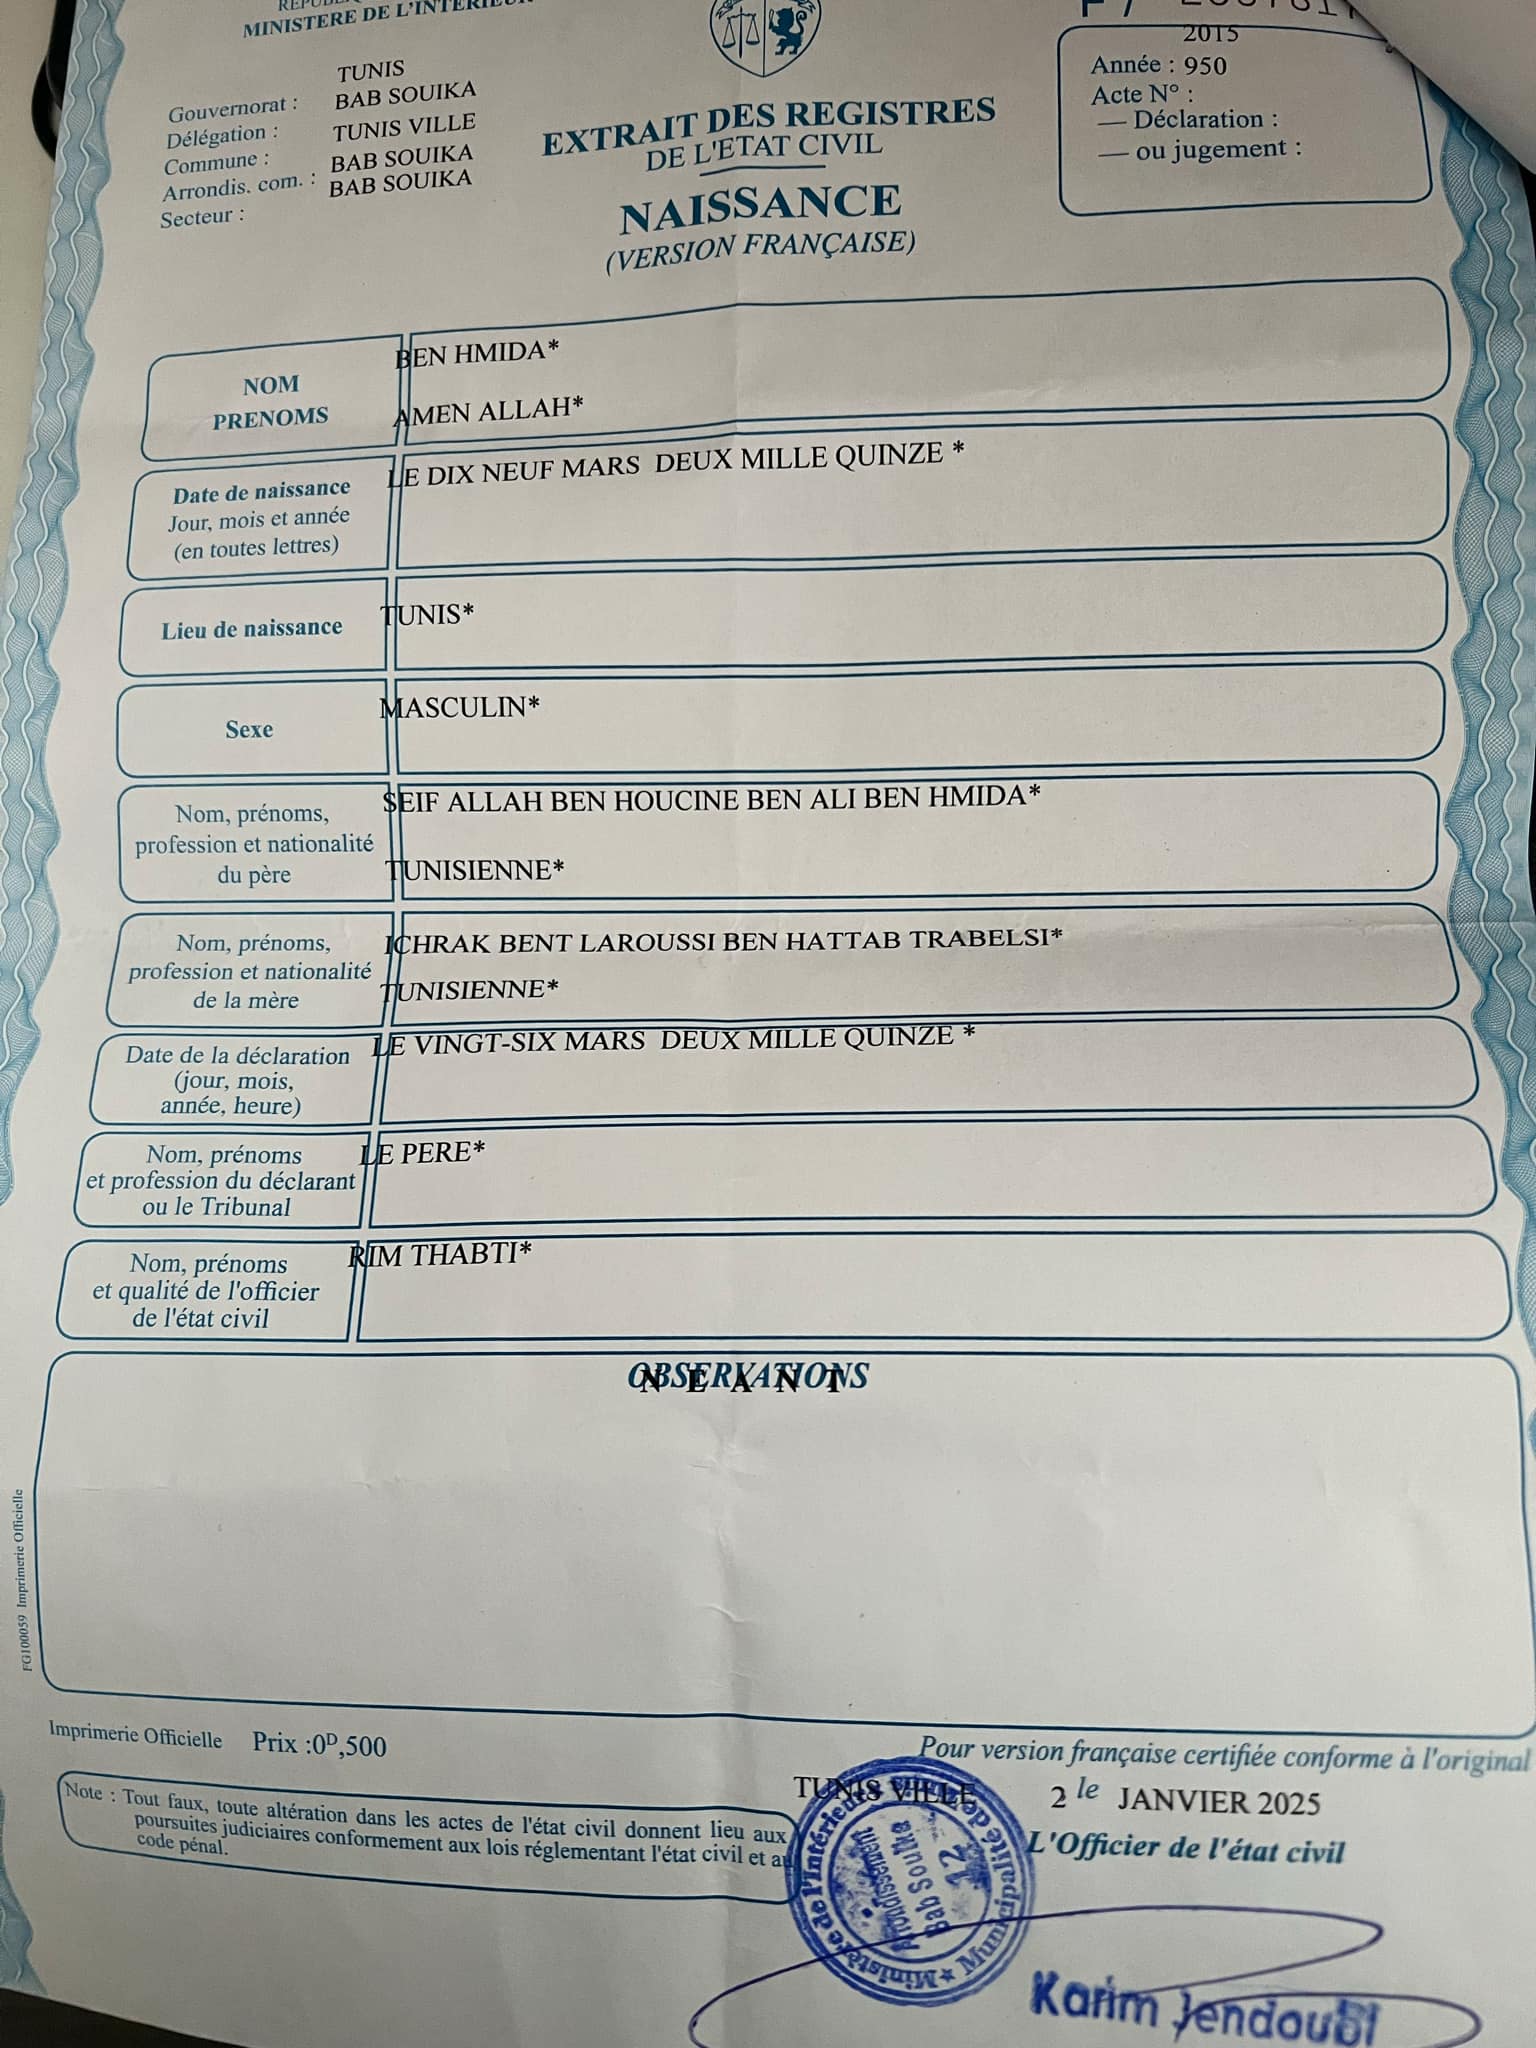 MINISTERE DE L'INTERIEUR
Gouvernorat : TUNIS
Délégation : BAB SOUIKA
Commune : TUNIS VILLE
Arrondis. com. : BAB SOUIKA
Secteur : BAB SOUIKA
EXTRAIT DES REGISTRES
DE L'ETAT CIVIL
NAISSANCE
(VERSION FRANÇAISE)
2015
Année : 950
Acte N° :
— Déclaration :
— ou jugement :
NOM
BEN HMIDA*
PRENOMS
AMEN ALLAH*
Date de naissance
Jour, mois et année
(en toutes lettres)
LE DIX NEUF MARS DEUX MILLE QUINZE *
Lieu de naissance
TUNIS*
Sexe
MASCULIN*
Nom, prénoms,
profession et nationalité
du père
SEIF ALLAH BEN HOUCINE BEN ALI BEN HMIDA*
TUNISIENNE*
Nom, prénoms,
profession et nationalité
de la mère
ICHRAK BENT LAROUSSI BEN HATTAB TRABELSI*
TUNISIENNE*
Date de la déclaration
(jour, mois,
année, heure)
LE VINGT-SIX MARS DEUX MILLE QUINZE *
Nom, prénoms
et profession du déclarant
ou le Tribunal
LE PERE*
Nom, prénoms
et qualité de l'officier
de l'état civil
RIM THABTI*
OBSERVATIONS
N E A N T
FG100059 Imprimerie Officielle
Imprimerie Officielle Prix :0D,500
Note : Tout faux, toute altération dans les actes de l'état civil donnent lieu aux
poursuites judiciaires conformement aux lois réglementant l'état civil et au
code pénal.
Pour version française certifiée conforme à l'original
TUNIS VILLE 2 le JANVIER 2025
L'Officier de l'état civil
Ministère de l'Intérieur
Municipalité de
Arrondissement
Bab Souika
12
Karim Jendoubi